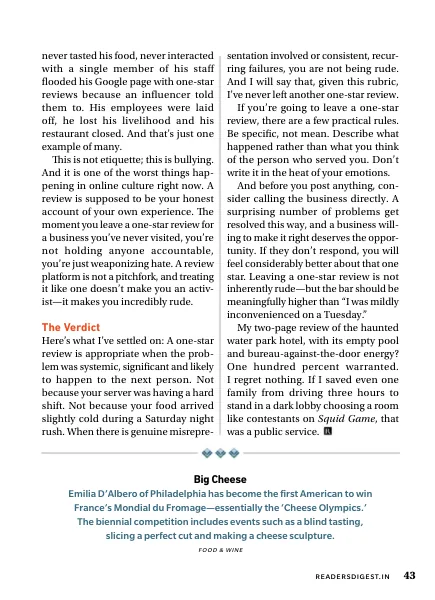 never tasted his food, never interacted
with a single member of his staff
flooded his Google page with one-star
reviews because an influencer told
them to. His employees were laid
off, he lost his livelihood and his
restaurant closed. And that's just one
example of many.
This is not etiquette; this is bullying.
And it is one of the worst things hap-
pening in online culture right now. A
review is supposed to be your honest
account of your own experience. The
moment you leave a one-star review for
a business you've never visited, you're
not holding anyone accountable,
you're just weaponizing hate. A review
platform is not a pitchfork, and treating
it like one doesn't make you an activ-
ist—it makes you incredibly rude.
The Verdict
Here's what I've settled on: A one-star
review is appropriate when the prob-
lem was systemic, significant and likely
to happen to the next person. Not
because your server was having a hard
shift. Not because your food arrived
slightly cold during a Saturday night
rush. When there is genuine misrepre-
sentation involved or consistent, recur-
ring failures, you are not being rude.
And I will say that, given this rubric,
I've never left another one-star review.
If you're going to leave a one-star
review, there are a few practical rules.
Be specific, not mean. Describe what
happened rather than what you think
of the person who served you. Don't
write it in the heat of your emotions.
And before you post anything, con-
sider calling the business directly. A
surprising number of problems get
resolved this way, and a business will-
ing to make it right deserves the oppor-
tunity. If they don't respond, you will
feel considerably better about that one
star. Leaving a one-star review is not
inherently rude—but the bar should be
meaningfully higher than "I was mildly
inconvenienced on a Tuesday."
My two-page review of the haunted
water park hotel, with its empty pool
and bureau-against-the-door energy?
One hundred percent warranted.
I regret nothing. If I saved even one
family from driving three hours to
stand in a dark lobby choosing a room
like contestants on Squid Game, that
was a public service.
Big Cheese
Emilia D'Albero of Philadelphia has become the first American to win
France's Mondial du Fromage—essentially the 'Cheese Olympics.'
The biennial competition includes events such as a blind tasting,
slicing a perfect cut and making a cheese sculpture.
FOOD & WINE
READERSDIGEST.IN 43